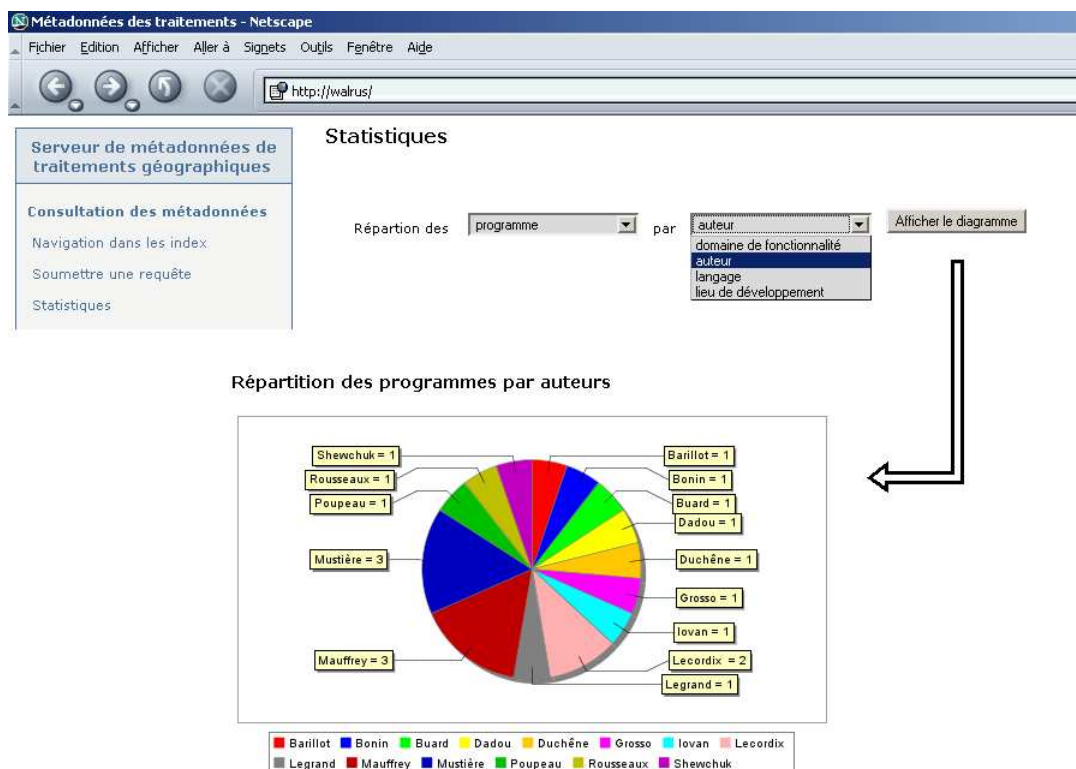 Métadonnées des traitements - Netscape
Fichier Edition Afficher Aller à Signets Outils Fenêtre Aide
http://walrus/
Serveur de métadonnées de
traitements géographiques
Consultation des métadonnées
Navigation dans les index
Soumettre une requête
Statistiques
Statistiques
Répartion des programme par auteur Afficher le diagramme
domaine de fonctionnalité
auteur
langage
lieu de développement
Répartition des programmes par auteurs
Shewchuk = 1
Rousseaux = 1
Poupeau = 1
Mustière = 3
Mauffrey = 3
Barillot = 1
Bonin = 1
Buard = 1
Dadou = 1
Duchêne = 1
Grosso = 1
Iovan = 1
Lecordix = 2
Legrand = 1
Barillot Bonin Buard Dadou Duchêne Grosso Iovan Lecordix
Legrand Mauffrey Mustière Poupeau Rousseaux Shewchuk